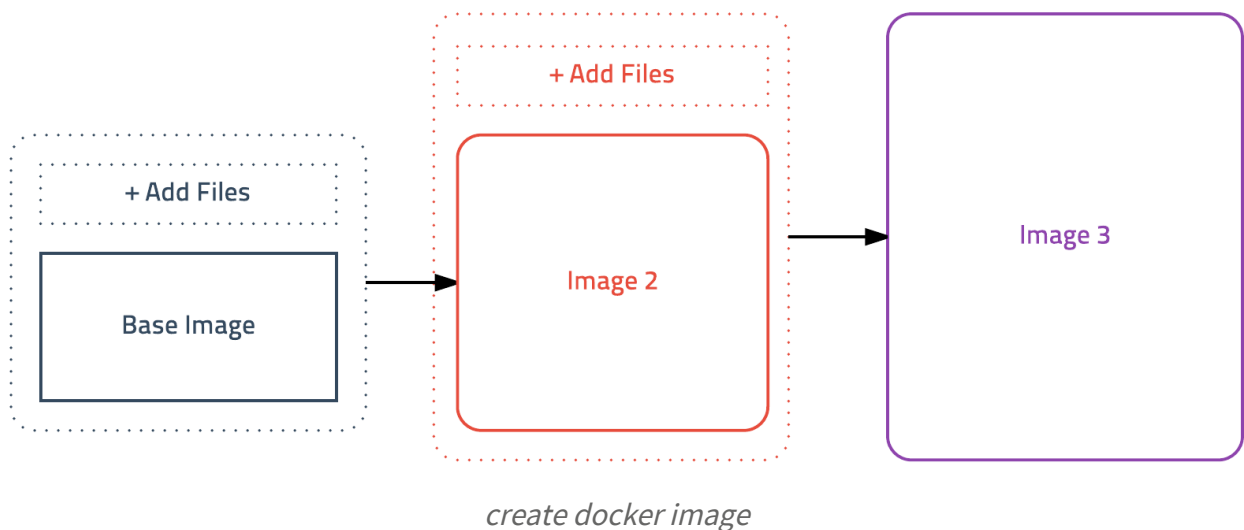 + Add Files
Base Image
+ Add Files
Image 2
Image 3
create docker image